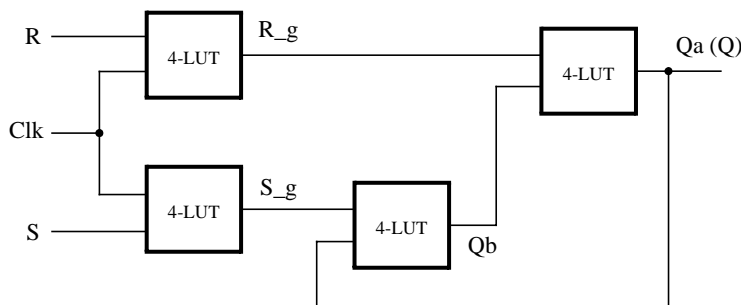 R
4-LUT
R_g
4-LUT
Qa (Q)
Clk
4-LUT
S_g
4-LUT
Qb
S